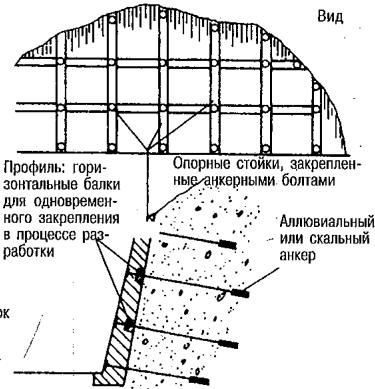 Вид
Профиль: гори-
зонтальные балки
для одновремен-
ного закрепления
в процессе раз-
работки
Опорные стойки, закреплен-
ные анкерными болтами
Аллювиальный
или скальный
анкер
ок